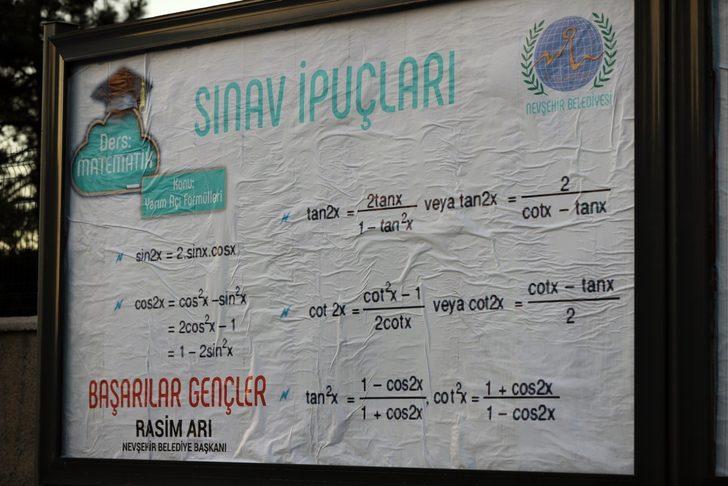 SINAV İPUÇLARI
NEVŞEHİR BELEDİYESİ
Ders:
MATEMATİK
Konu:
Yarım Açı Formülleri
sin2x = 2.sinx.cosx
cos2x = cos²x – sin²x
= 2cos²x – 1
= 1 – 2sin²x
tan2x = 2tanx / 1 – tan²x veya tan2x = 2 / cotx – tanx
cot 2x = cot²x – 1 / 2cotx veya cot2x = cotx – tanx / 2
tan²x = 1 – cos2x / 1 + cos2x , cot²x = 1 + cos2x / 1 – cos2x
BAŞARILAR GENÇLER
RASİM ARI
NEVŞEHİR BELEDİYE BAŞKANI